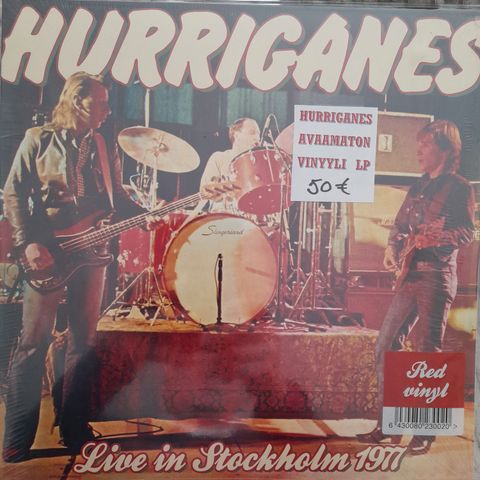 HURRIGANES
HURRIGANES
AVAAMATON
VINYYLI LP
50€
Slingerland
Red
vinyl
6 430080 230020 >
Live in Stockholm 1977